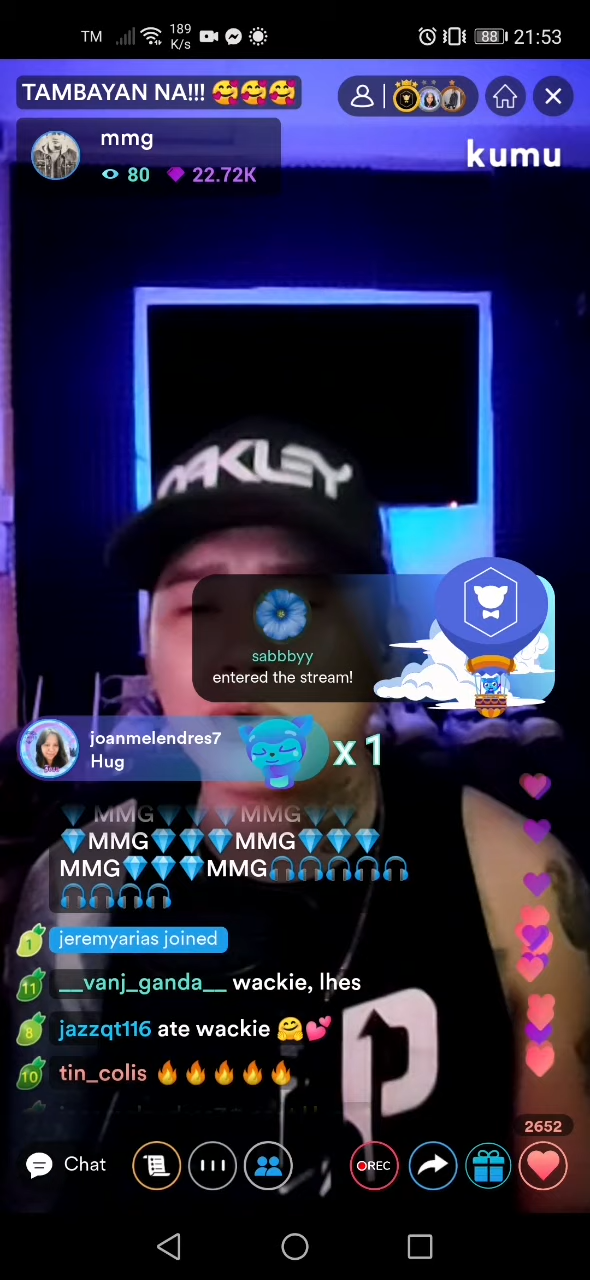 TM 189 K/s 88 21:53
TAMBAYAN NA!!! 🥰🥰🥰
mmg
80 22.72K
kumu
OAKLEY
sabbbyy
entered the stream!
joanmelendres7
Hug
x 1
💎 MMG💎💎💎MMG💎💎
💎MMG💎💎💎MMG💎💎💎
MMG💎💎💎MMG🎧🎧🎧🎧🎧
🎧🎧🎧🎧
1 jeremyarias joined
11 __vanj_ganda__ wackie, lhes
8 jazzqt116 ate wackie 🤗💕
10 tin_colis 🔥🔥🔥🔥🔥
P
2652
Chat
REC